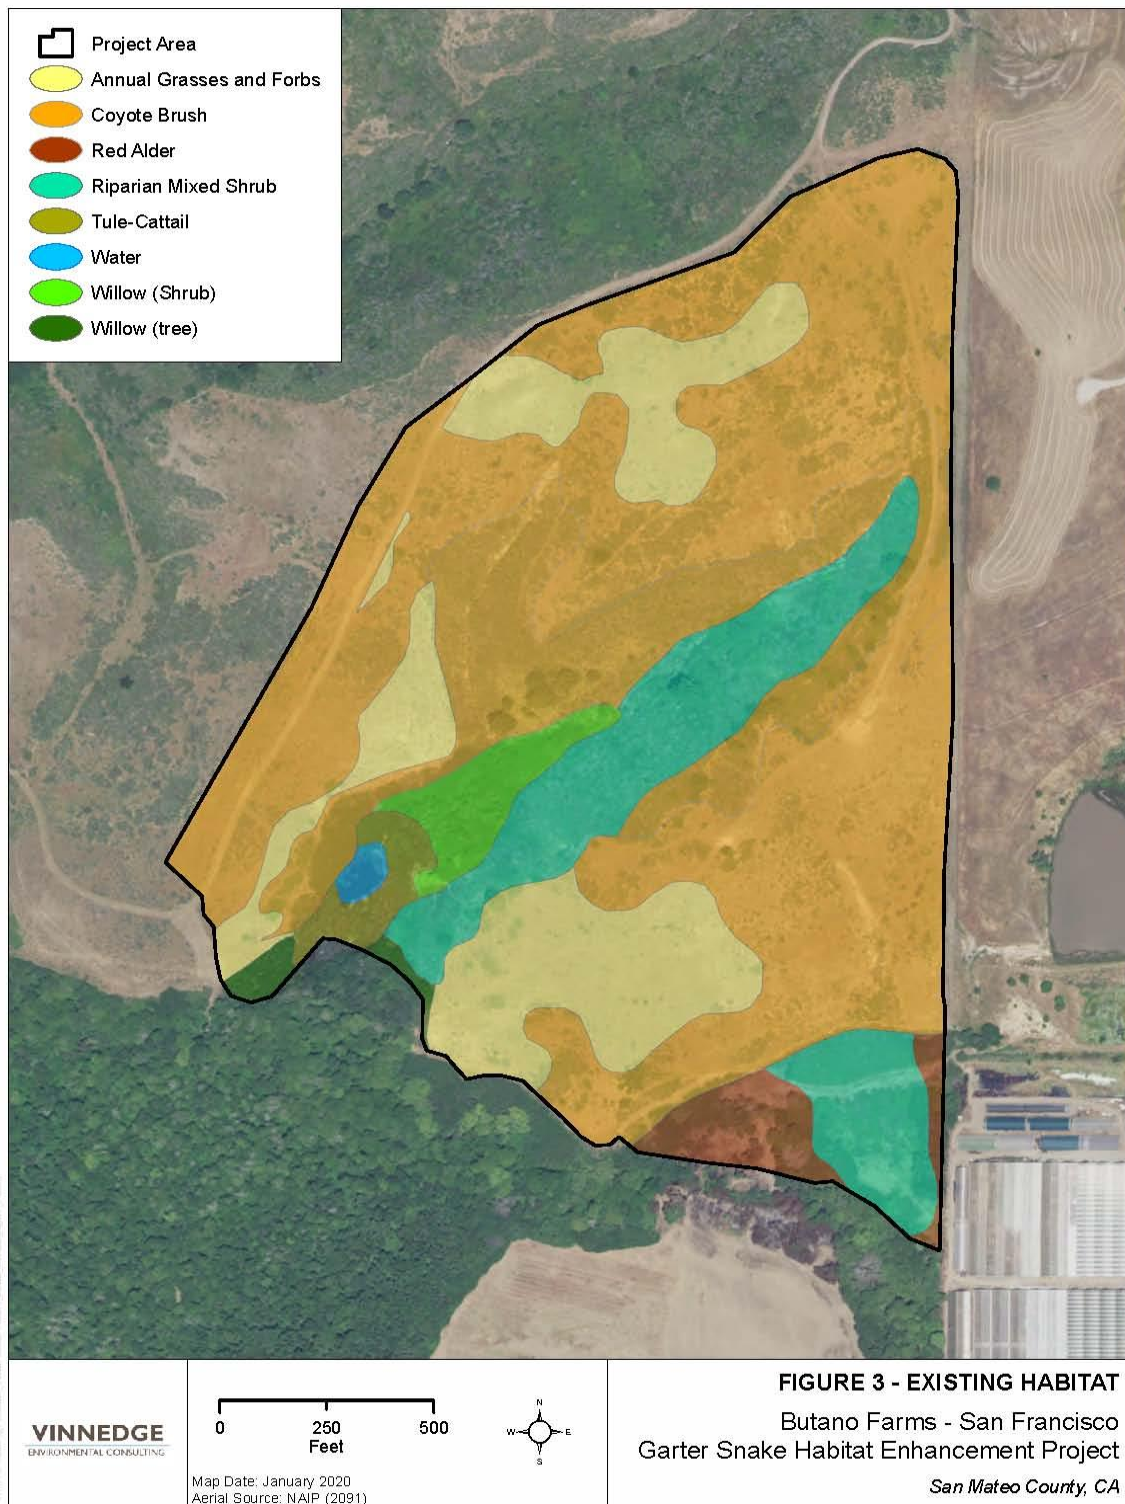 Project Area
Annual Grasses and Forbs
Coyote Brush
Red Alder
Riparian Mixed Shrub
Tule-Cattail
Water
Willow (Shrub)
Willow (tree)
VINNEDGE
ENVIRONMENTAL CONSULTING
0 250 500
Feet
N
W E
S
Map Date: January 2020
Aerial Source: NAIP (2091)
FIGURE 3 - EXISTING HABITAT
Butano Farms - San Francisco
Garter Snake Habitat Enhancement Project
San Mateo County, CA